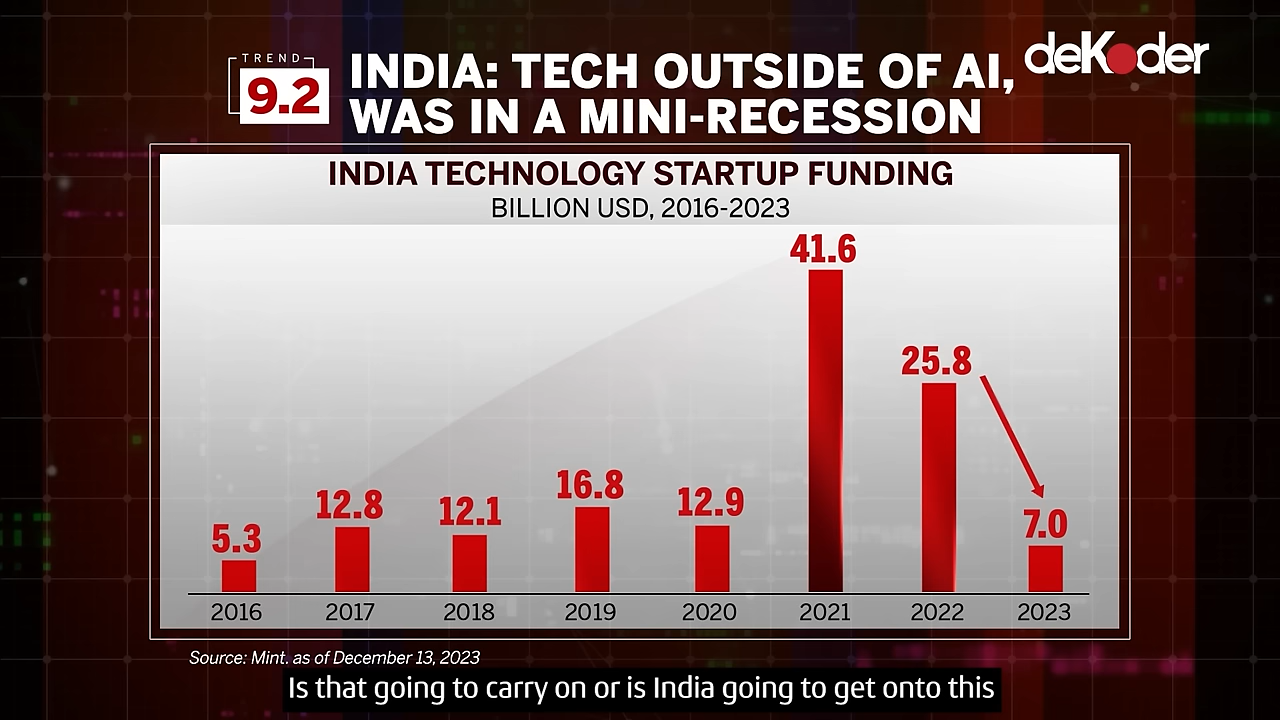 TREND
9.2
INDIA: TECH OUTSIDE OF AI,
WAS IN A MINI-RECESSION
deKoder
INDIA TECHNOLOGY STARTUP FUNDING
BILLION USD, 2016-2023
41.6
25.8
16.8
12.8
12.1
12.9
5.3
7.0
2016 2017 2018 2019 2020 2021 2022 2023
Source: Mint. as of December 13, 2023
Is that going to carry on or is India going to get onto this